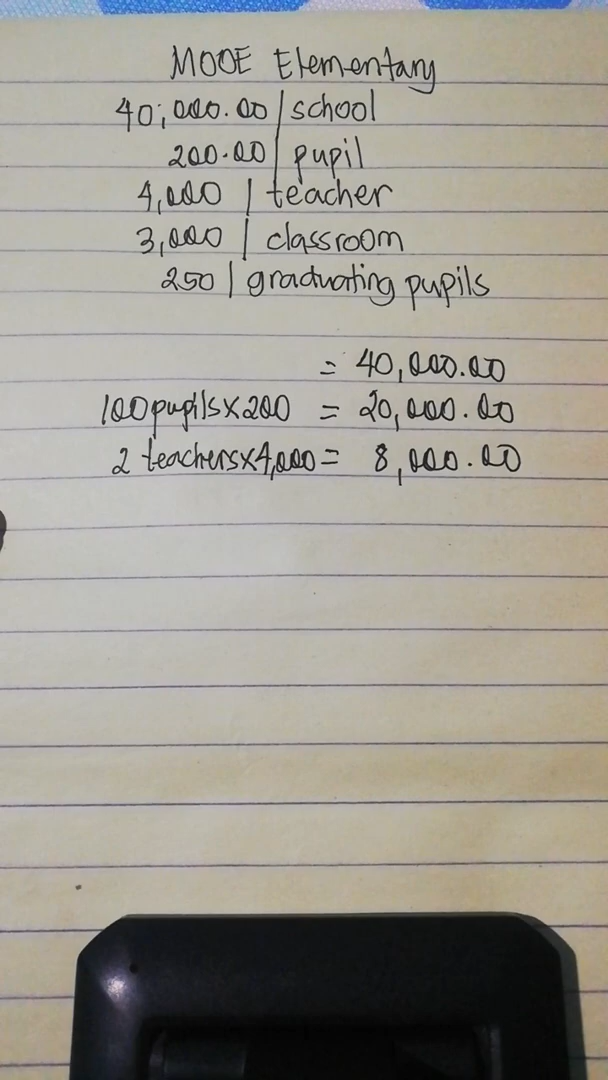 MOOE Elementary
40,000.00 | school
200.00 | pupil
4,000 | teacher
3,000 | classroom
250 | graduating pupils
= 40,000.00
100 pupils x 200 = 20,000.00
2 teachers x 4,000 = 8,000.00